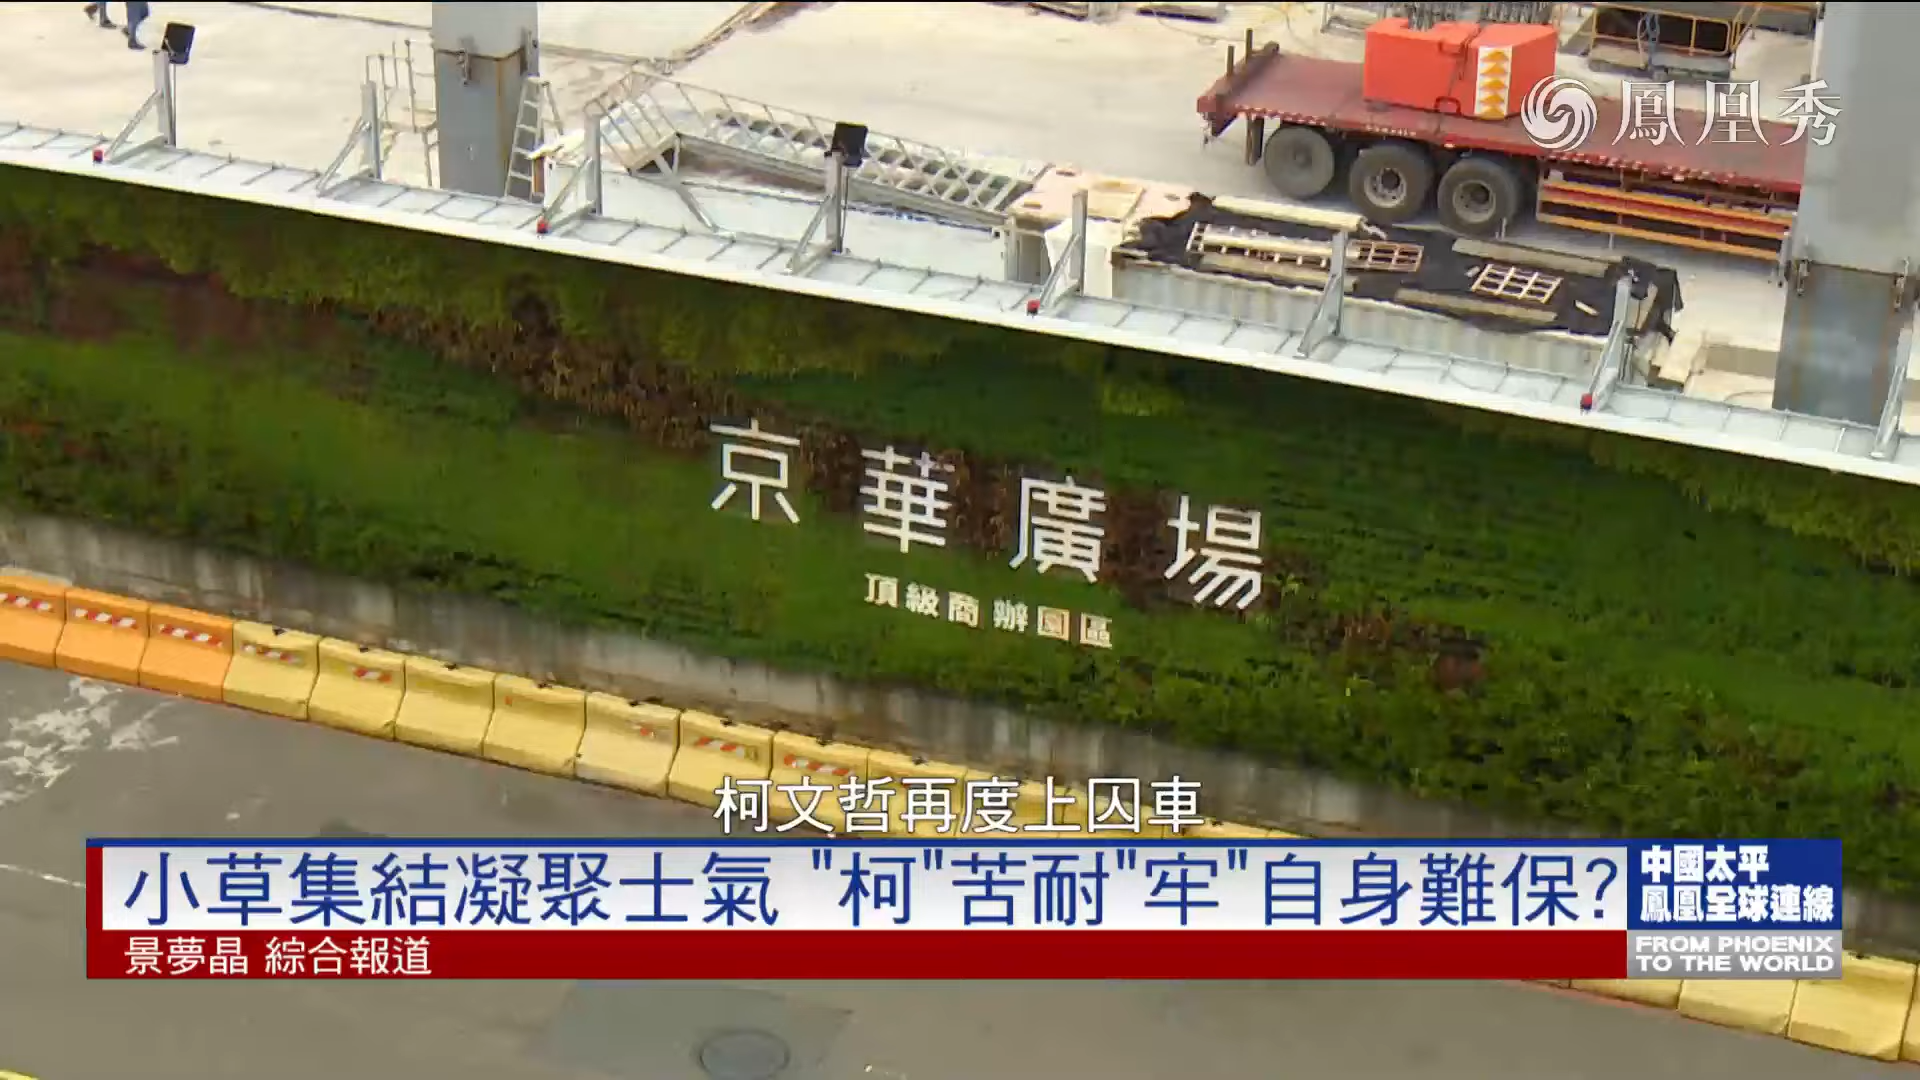 鳳凰秀
京華廣場
頂級商辦園區
柯文哲再度上囚車
小草集結凝聚士氣 "柯"苦耐"牢"自身難保?
景夢晶 綜合報道
中國太平
鳳凰全球連線
FROM PHOENIX
TO THE WORLD